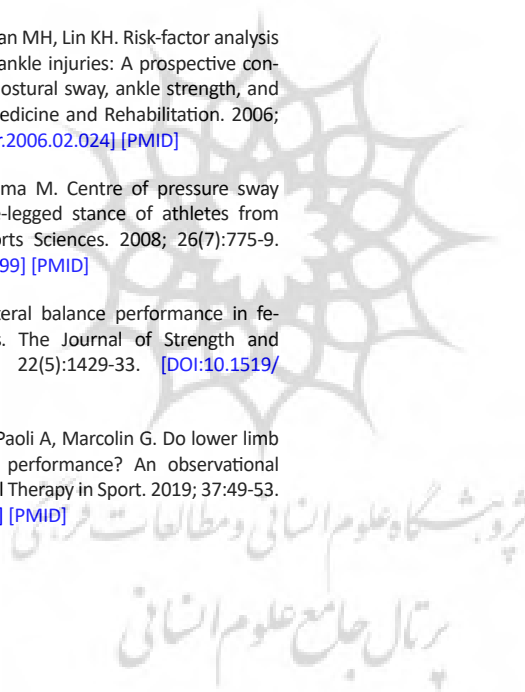 an MH, Lin KH. Risk-factor analysis
ankle injuries: A prospective con-
ostural sway, ankle strength, and
edicine and Rehabilitation. 2006;
r.2006.02.024] [PMID]
ma M. Centre of pressure sway
-legged stance of athletes from
orts Sciences. 2008; 26(7):775-9.
99] [PMID]
teral balance performance in fe-
s. The Journal of Strength and
22(5):1429-33. [DOI:10.1519/
Paoli A, Marcolin G. Do lower limb
performance? An observational
l Therapy in Sport. 2019; 37:49-53.
] [PMID]
پژوهشگاه علوم انسانی و مطالعات فرهنگی
پرتال جامع علوم انسانی